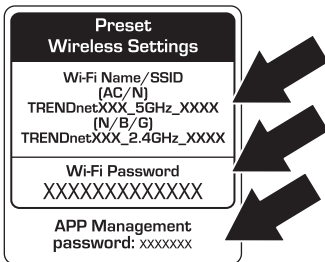 Preset
Wireless Settings
Wi-Fi Name/SSID
(AC/N)
TRENDnetXXX_5GHz_XXXX
(N/B/G)
TRENDnetXXX_2.4GHz_XXXX
Wi-Fi Password
XXXXXXXXXXXXX
APP Management
password: XXXXXXX